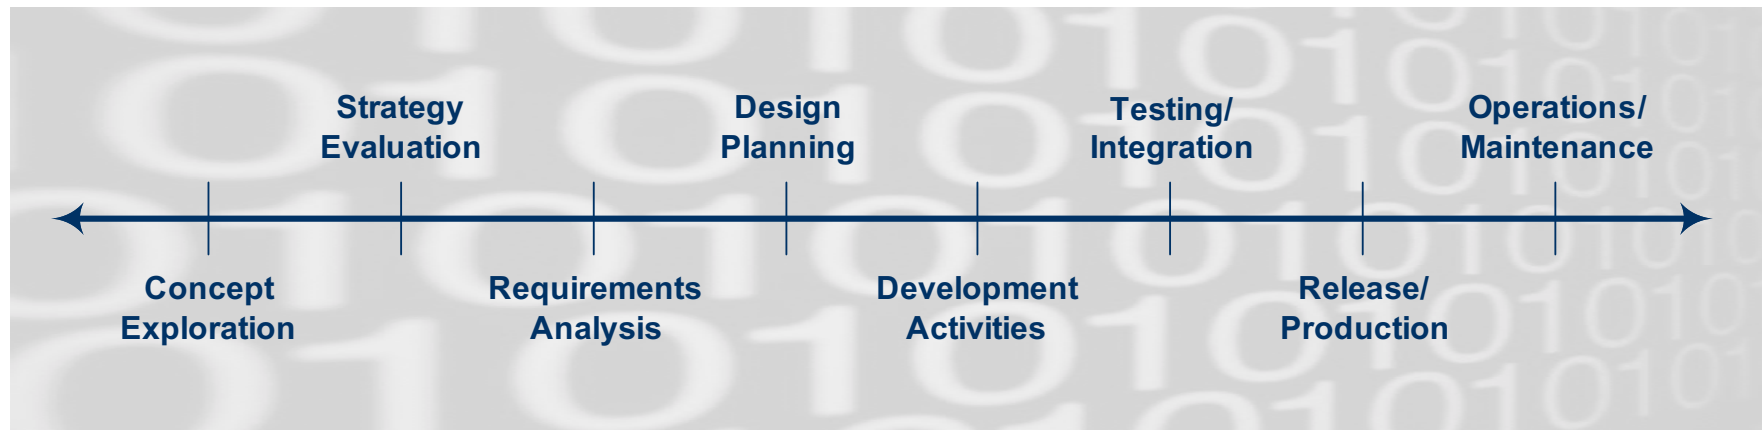 Strategy
Evaluation
Design
Planning
Testing/
Integration
Operations/
Maintenance
Concept
Exploration
Requirements
Analysis
Development
Activities
Release/
Production